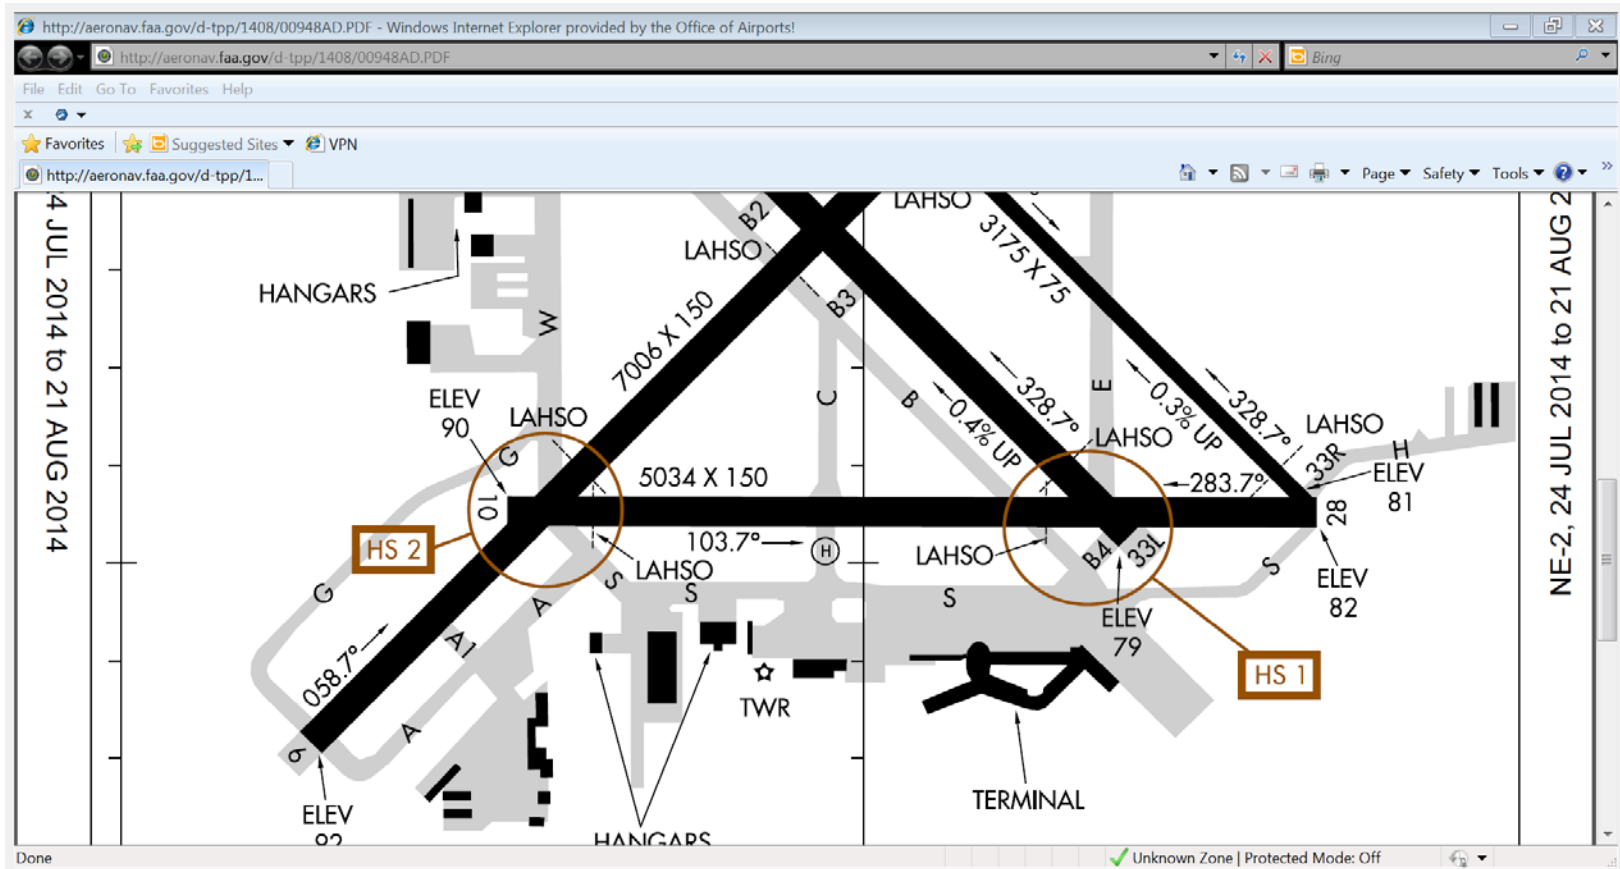 http://aeronav.faa.gov/d-tpp/1408/00948AD.PDF - Windows Internet Explorer provided by the Office of Airports!
http://aeronav.faa.gov/d-tpp/1408/00948AD.PDF
Bing
File Edit Go To Favorites Help
x
Favorites Suggested Sites VPN
http://aeronav.faa.gov/d-tpp/1...
Page Safety Tools
4 JUL 2014 to 21 AUG 2014
NE-2, 24 JUL 2014 to 21 AUG 2
HANGARS
W
B2
LAHSO
LAHSO
3175 X 75
B3
7006 X 150
ELEV
90
LAHSO
G
10
5034 X 150
C
B
0.4% UP
328.7°
E
LAHSO
0.3% UP
328.7°
LAHSO
33R
H
ELEV
81
283.7°
28
HS 2
103.7°
H
LAHSO
LAHSO
B4
33L
S
S
S
S
ELEV
79
ELEV
82
HS 1
G
A
A1
058.7°
A
6
ELEV
92
HANGARS
TWR
TERMINAL
Done
Unknown Zone | Protected Mode: Off